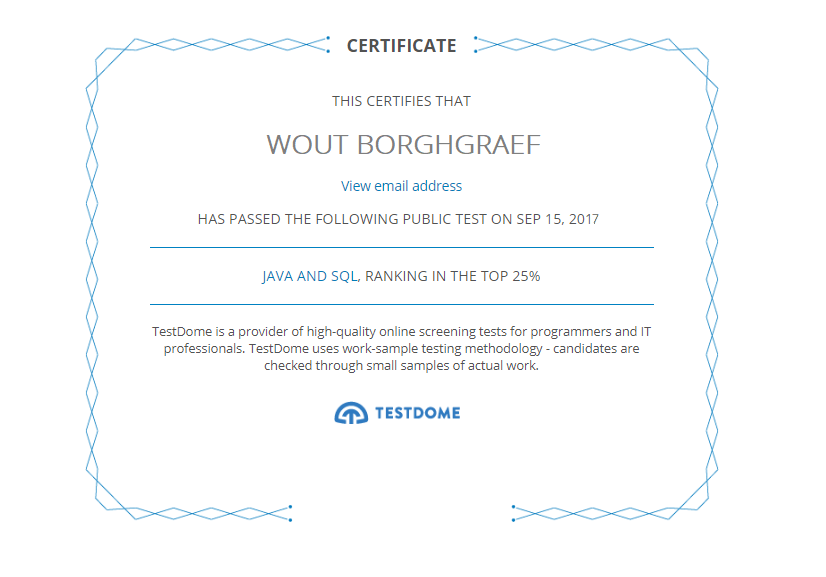 CERTIFICATE
THIS CERTIFIES THAT
WOUT BORGHGRAEF
View email address
HAS PASSED THE FOLLOWING PUBLIC TEST ON SEP 15, 2017
JAVA AND SQL, RANKING IN THE TOP 25%
TestDome is a provider of high-quality online screening tests for programmers and IT
professionals. TestDome uses work-sample testing methodology - candidates are
checked through small samples of actual work.
TESTDOME